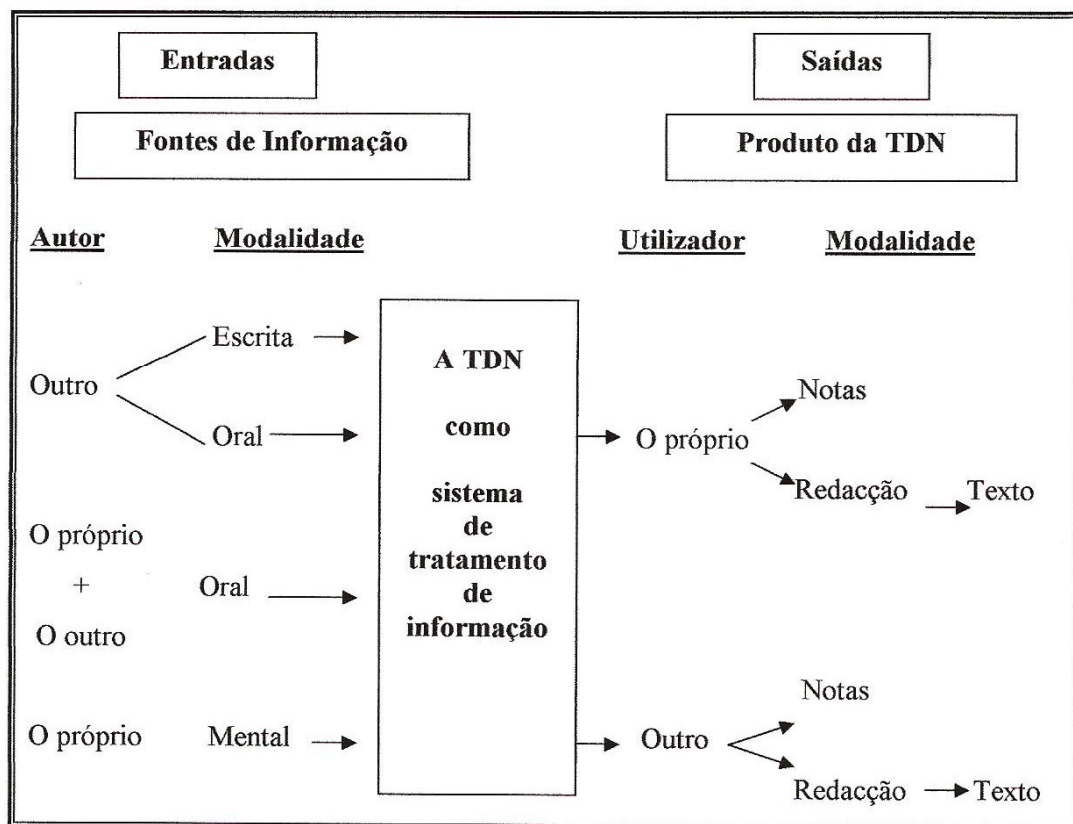 Entradas
Saídas
Fontes de Informação
Produto da TDN
Autor
Modalidade
Utilizador
Modalidade
Outro
Escrita
Oral
O próprio
+
O outro
Oral
O próprio
Mental
A TDN
como
sistema
de
tratamento
de
informação
O próprio
Notas
Redacção
Texto
Outro
Notas
Redacção
Texto